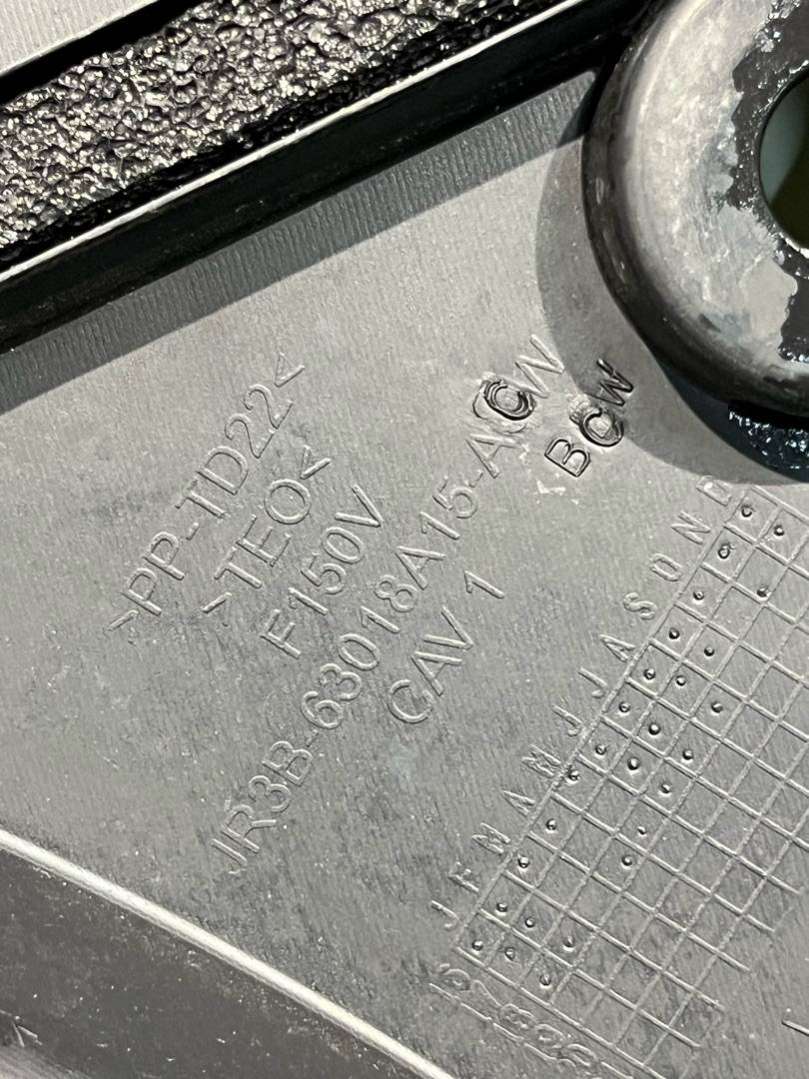 >PP-TD22<
>TEO<
F150V
JR3B-63018A15-ACW
BCW
CAV 1
J F M A M J J A S O N D